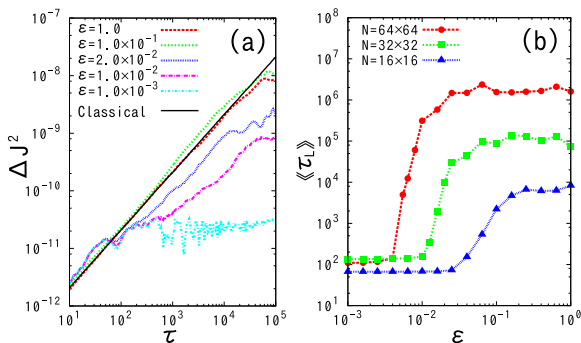 (a)
ε=1.0
ε=1.0×10⁻¹
ε=2.0×10⁻²
ε=1.0×10⁻²
ε=1.0×10⁻³
Classical
10⁻⁷
10⁻⁸
10⁻⁹
10⁻¹⁰
10⁻¹¹
10⁻¹²
ΔJ²
10¹ 10² 10³ 10⁴ 10⁵
τ
(b)
N=64×64
N=32×32
N=16×16
10⁸
10⁷
10⁶
10⁵
10⁴
10³
10²
10¹
⟪τL⟫
10⁻³ 10⁻² 10⁻¹ 10⁰
ε